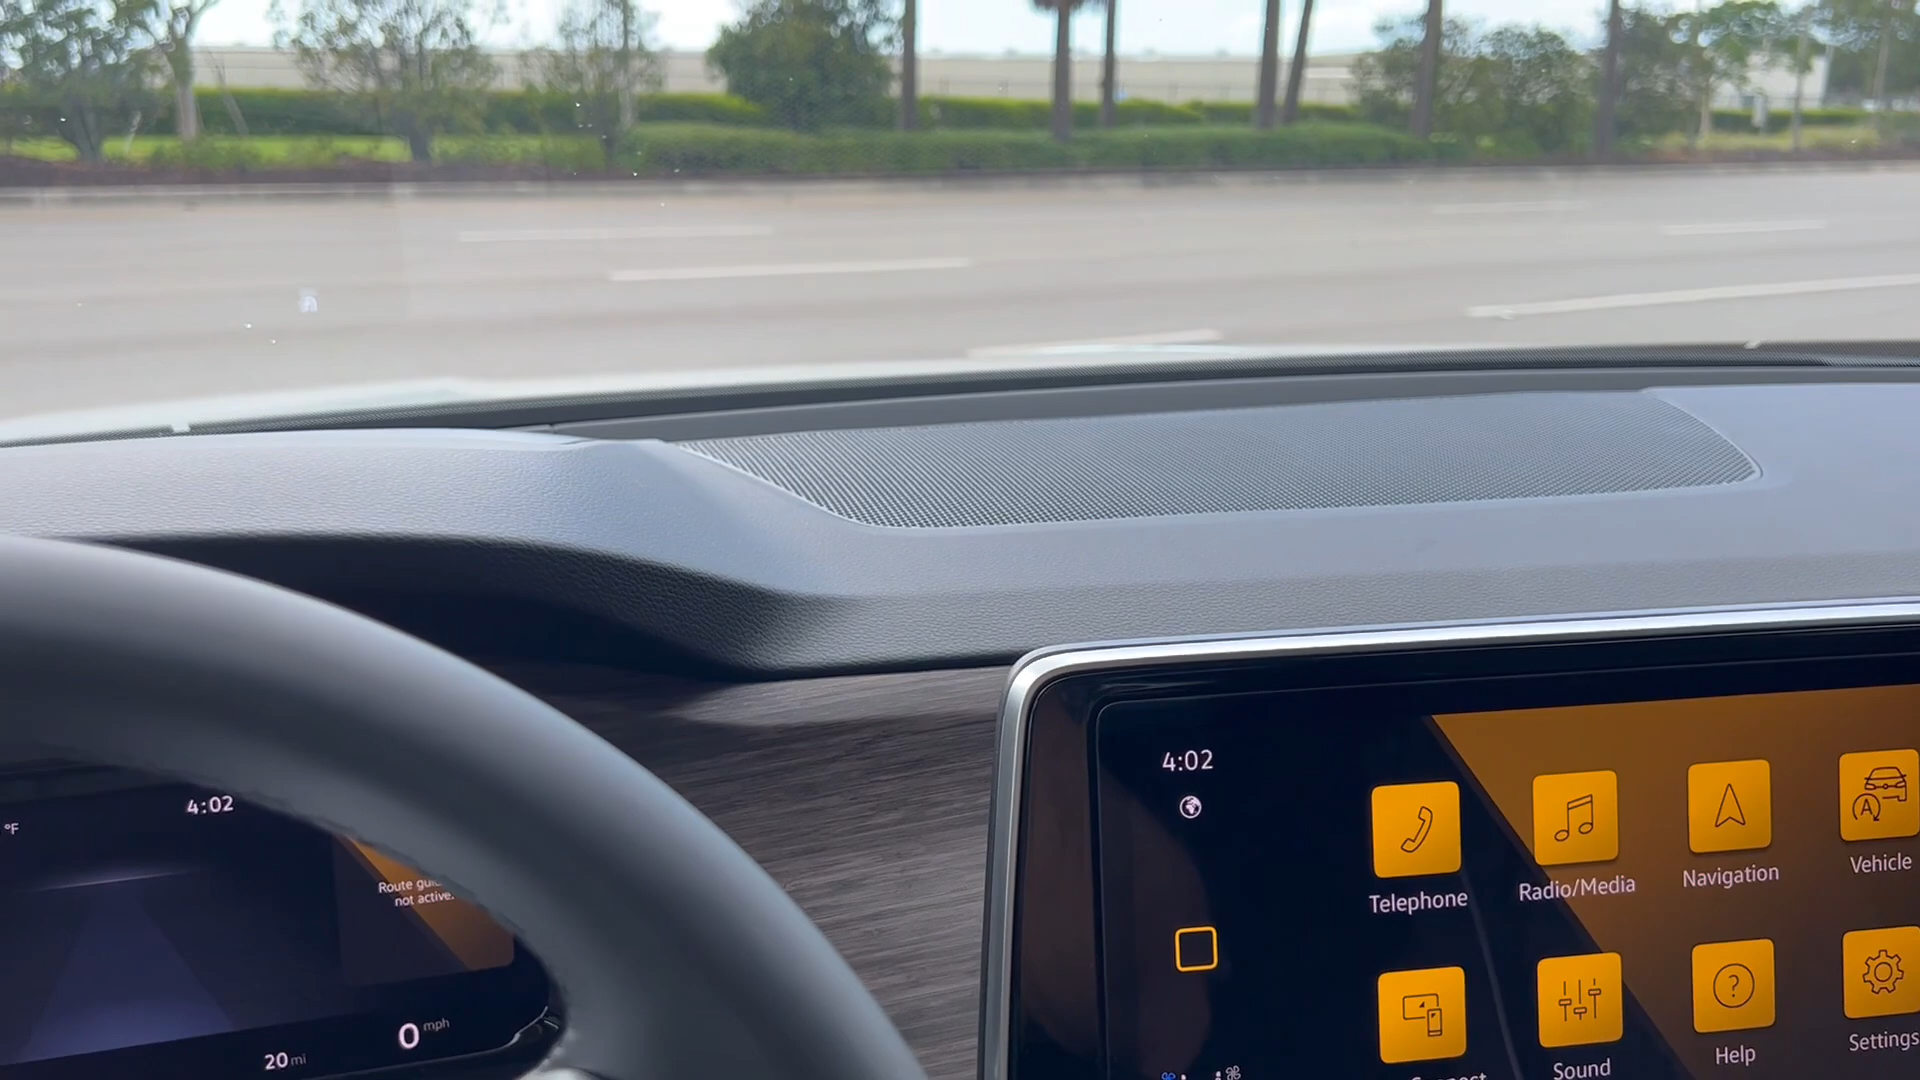 4:02
°F
Route
not active.
0 mph
20 mi
4:02
Telephone
Radio/Media
Navigation
Vehicle
Sound
Help
Settings